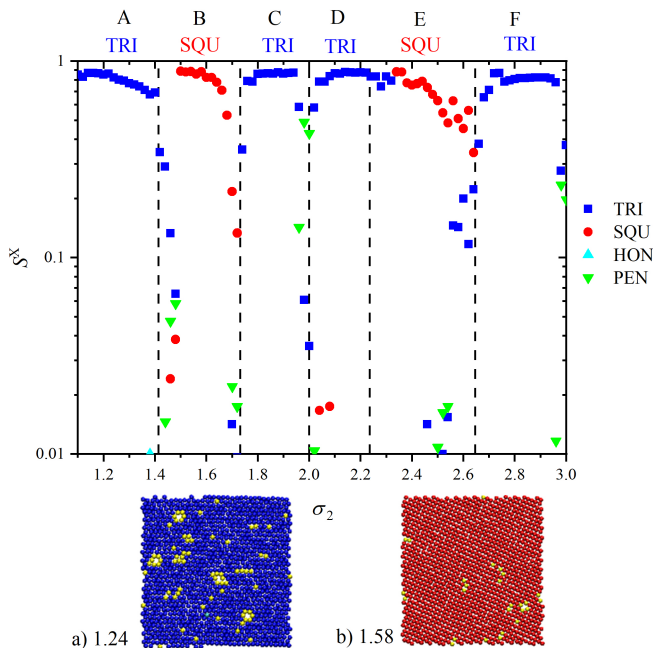 A B C D E F
TRI SQU TRI TRI SQU TRI
1
0.1
0.01
S^X
1.2 1.4 1.6 1.8 2.0 2.2 2.4 2.6 2.8 3.0
σ₂
TRI
SQU
HON
PEN
a) 1.24
b) 1.58